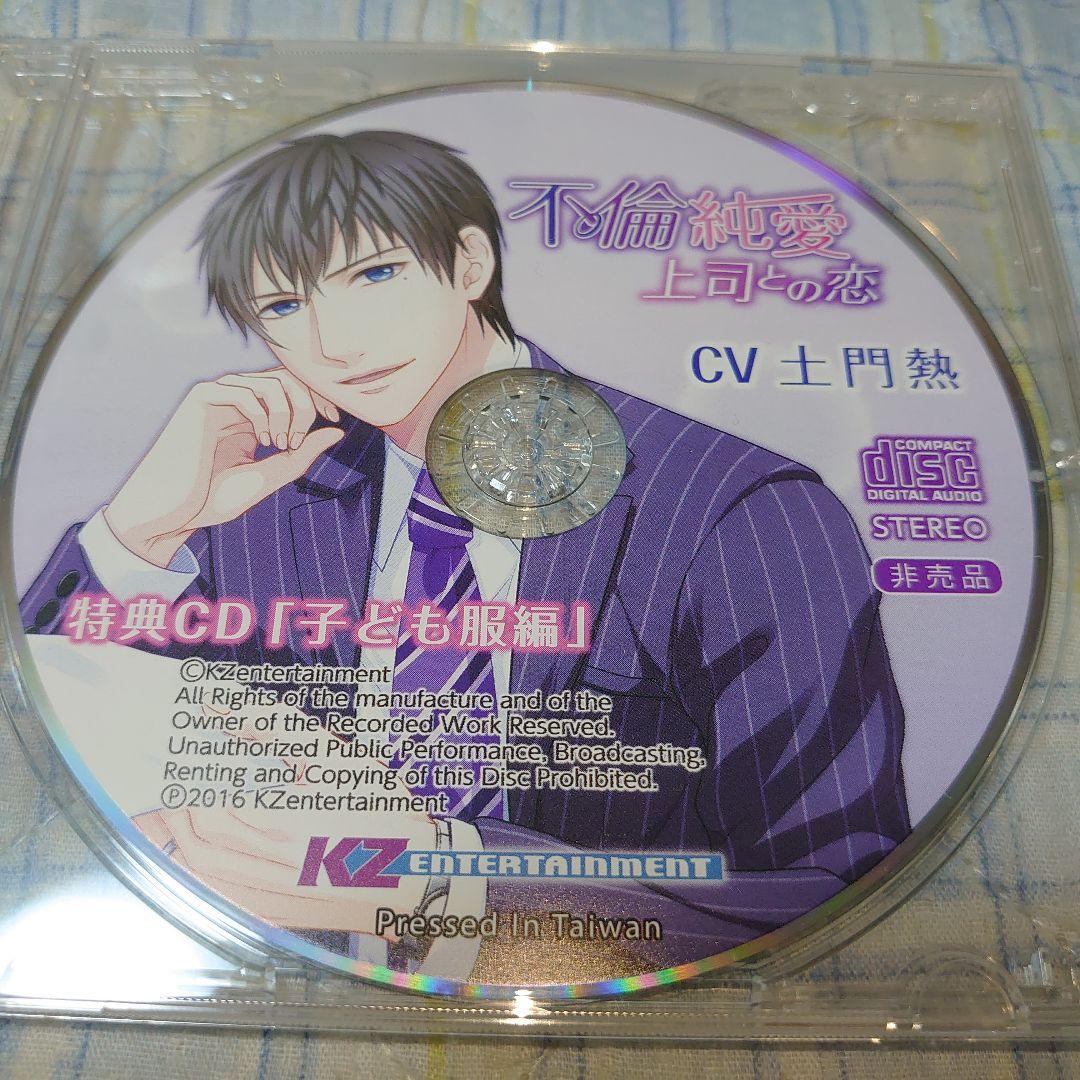 不倫純愛
上司との恋
CV 土門熱
COMPACT
disc
DIGITAL AUDIO
STEREO
非売品
特典CD「子ども服編」
©KZentertainment
All Rights of the manufacture and of the
Owner of the Recorded Work Reserved.
Unauthorized Public Performance, Broadcasting,
Renting and Copying of this Disc Prohibited.
℗2016 KZentertainment
KZ ENTERTAINMENT
Pressed In Taiwan